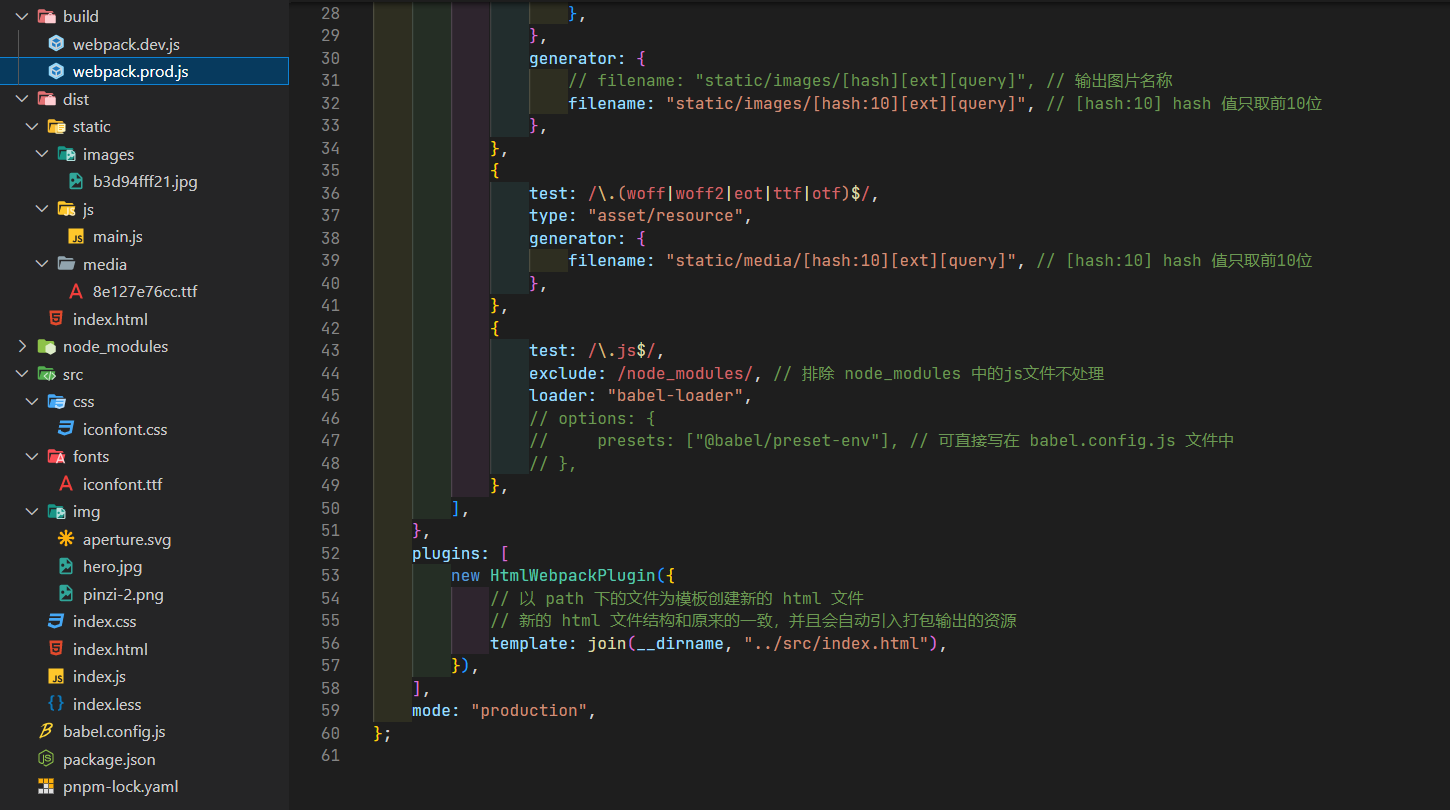 build
webpack.dev.js
webpack.prod.js
dist
static
images
b3d94fff21.jpg
js
main.js
media
8e127e76cc.ttf
index.html
node_modules
src
css
iconfont.css
fonts
iconfont.ttf
img
aperture.svg
hero.jpg
pinzi-2.png
index.css
index.html
index.js
index.less
babel.config.js
package.json
pnpm-lock.yaml
28 },
29 },
30 generator: {
31 // filename: "static/images/[hash][ext][query]", // 输出图片名称
32 filename: "static/images/[hash:10][ext][query]", // [hash:10] hash 值只取前10位
33 },
34 },
35 {
36 test: /\.(woff|woff2|eot|ttf|otf)$/,
37 type: "asset/resource",
38 generator: {
39 filename: "static/media/[hash:10][ext][query]", // [hash:10] hash 值只取前10位
40 },
41 },
42 {
43 test: /\.js$/,
44 exclude: /node_modules/, // 排除 node_modules 中的js文件不处理
45 loader: "babel-loader",
46 // options: {
47 //     presets: ["@babel/preset-env"], // 可直接写在 babel.config.js 文件中
48 // },
49 },
50 ],
51 },
52 plugins: [
53 new HtmlWebpackPlugin({
54 // 以 path 下的文件为模板创建新的 html 文件
55 // 新的 html 文件结构和原来的一致，并且会自动引入打包输出的资源
56 template: join(__dirname, "../src/index.html"),
57 }),
58 ],
59 mode: "production",
60 };
61